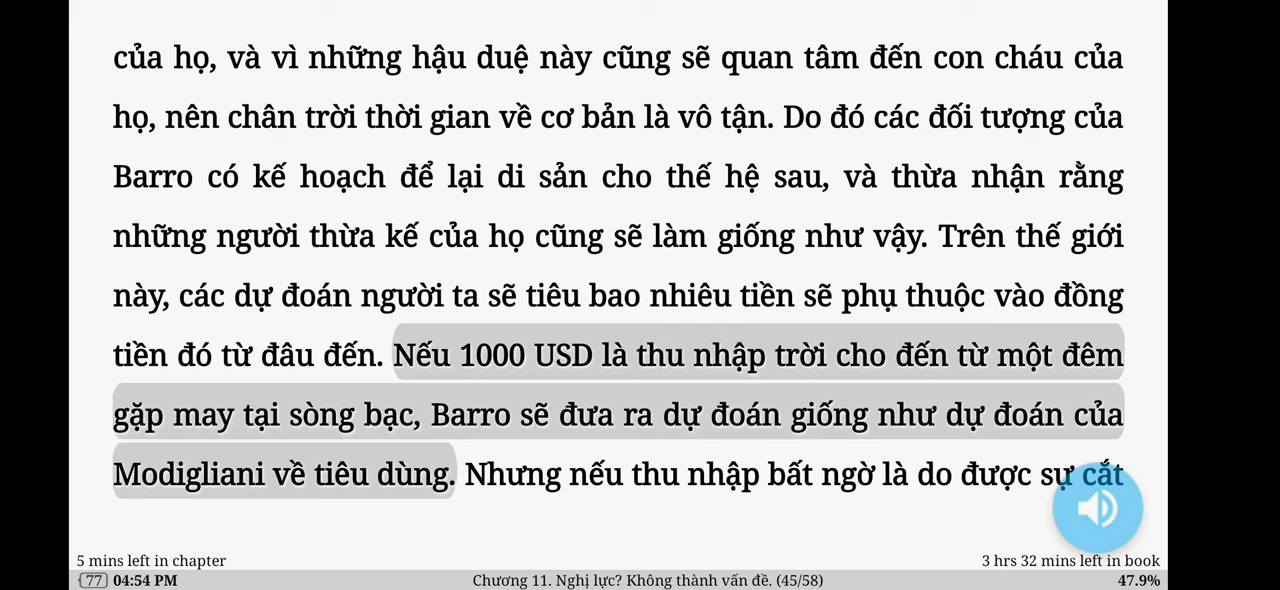 của họ, và vì những hậu duệ này cũng sẽ quan tâm đến con cháu của
họ, nên chân trời thời gian về cơ bản là vô tận. Do đó các đối tượng của
Barro có kế hoạch để lại di sản cho thế hệ sau, và thừa nhận rằng
những người thừa kế của họ cũng sẽ làm giống như vậy. Trên thế giới
này, các dự đoán người ta sẽ tiêu bao nhiêu tiền sẽ phụ thuộc vào đồng
tiền đó từ đâu đến. Nếu 1000 USD là thu nhập trời cho đến từ một đêm
gặp may tại sòng bạc, Barro sẽ đưa ra dự đoán giống như dự đoán của
Modigliani về tiêu dùng. Nhưng nếu thu nhập bất ngờ là do được sự cắt
5 mins left in chapter 3 hrs 32 mins left in book
77 04:54 PM Chương 11. Nghị lực? Không thành vấn đề. (45/58) 47.9%